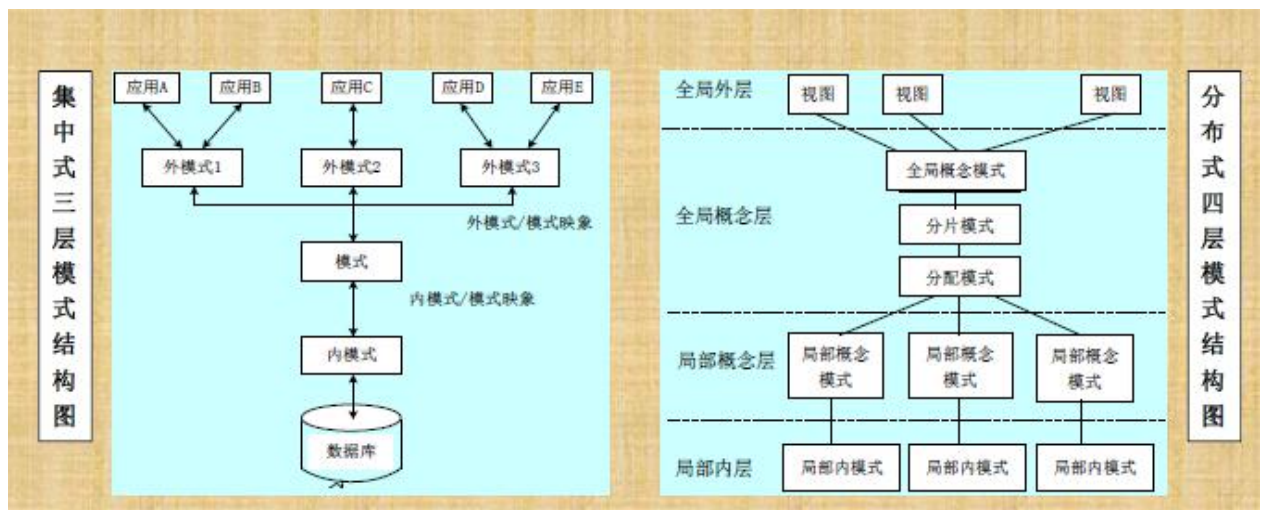 集中式三层模式结构图
应用A
应用B
应用C
应用D
应用E
外模式1
外模式2
外模式3
外模式/模式映象
模式
内模式/模式映象
内模式
数据库
全局外层
视图
视图
视图
全局概念模式
全局概念层
分片模式
分配模式
局部概念层
局部概念
模式
局部概念
模式
局部概念
模式
局部内层
局部内模式
局部内模式
局部内模式
分布式四层模式结构图